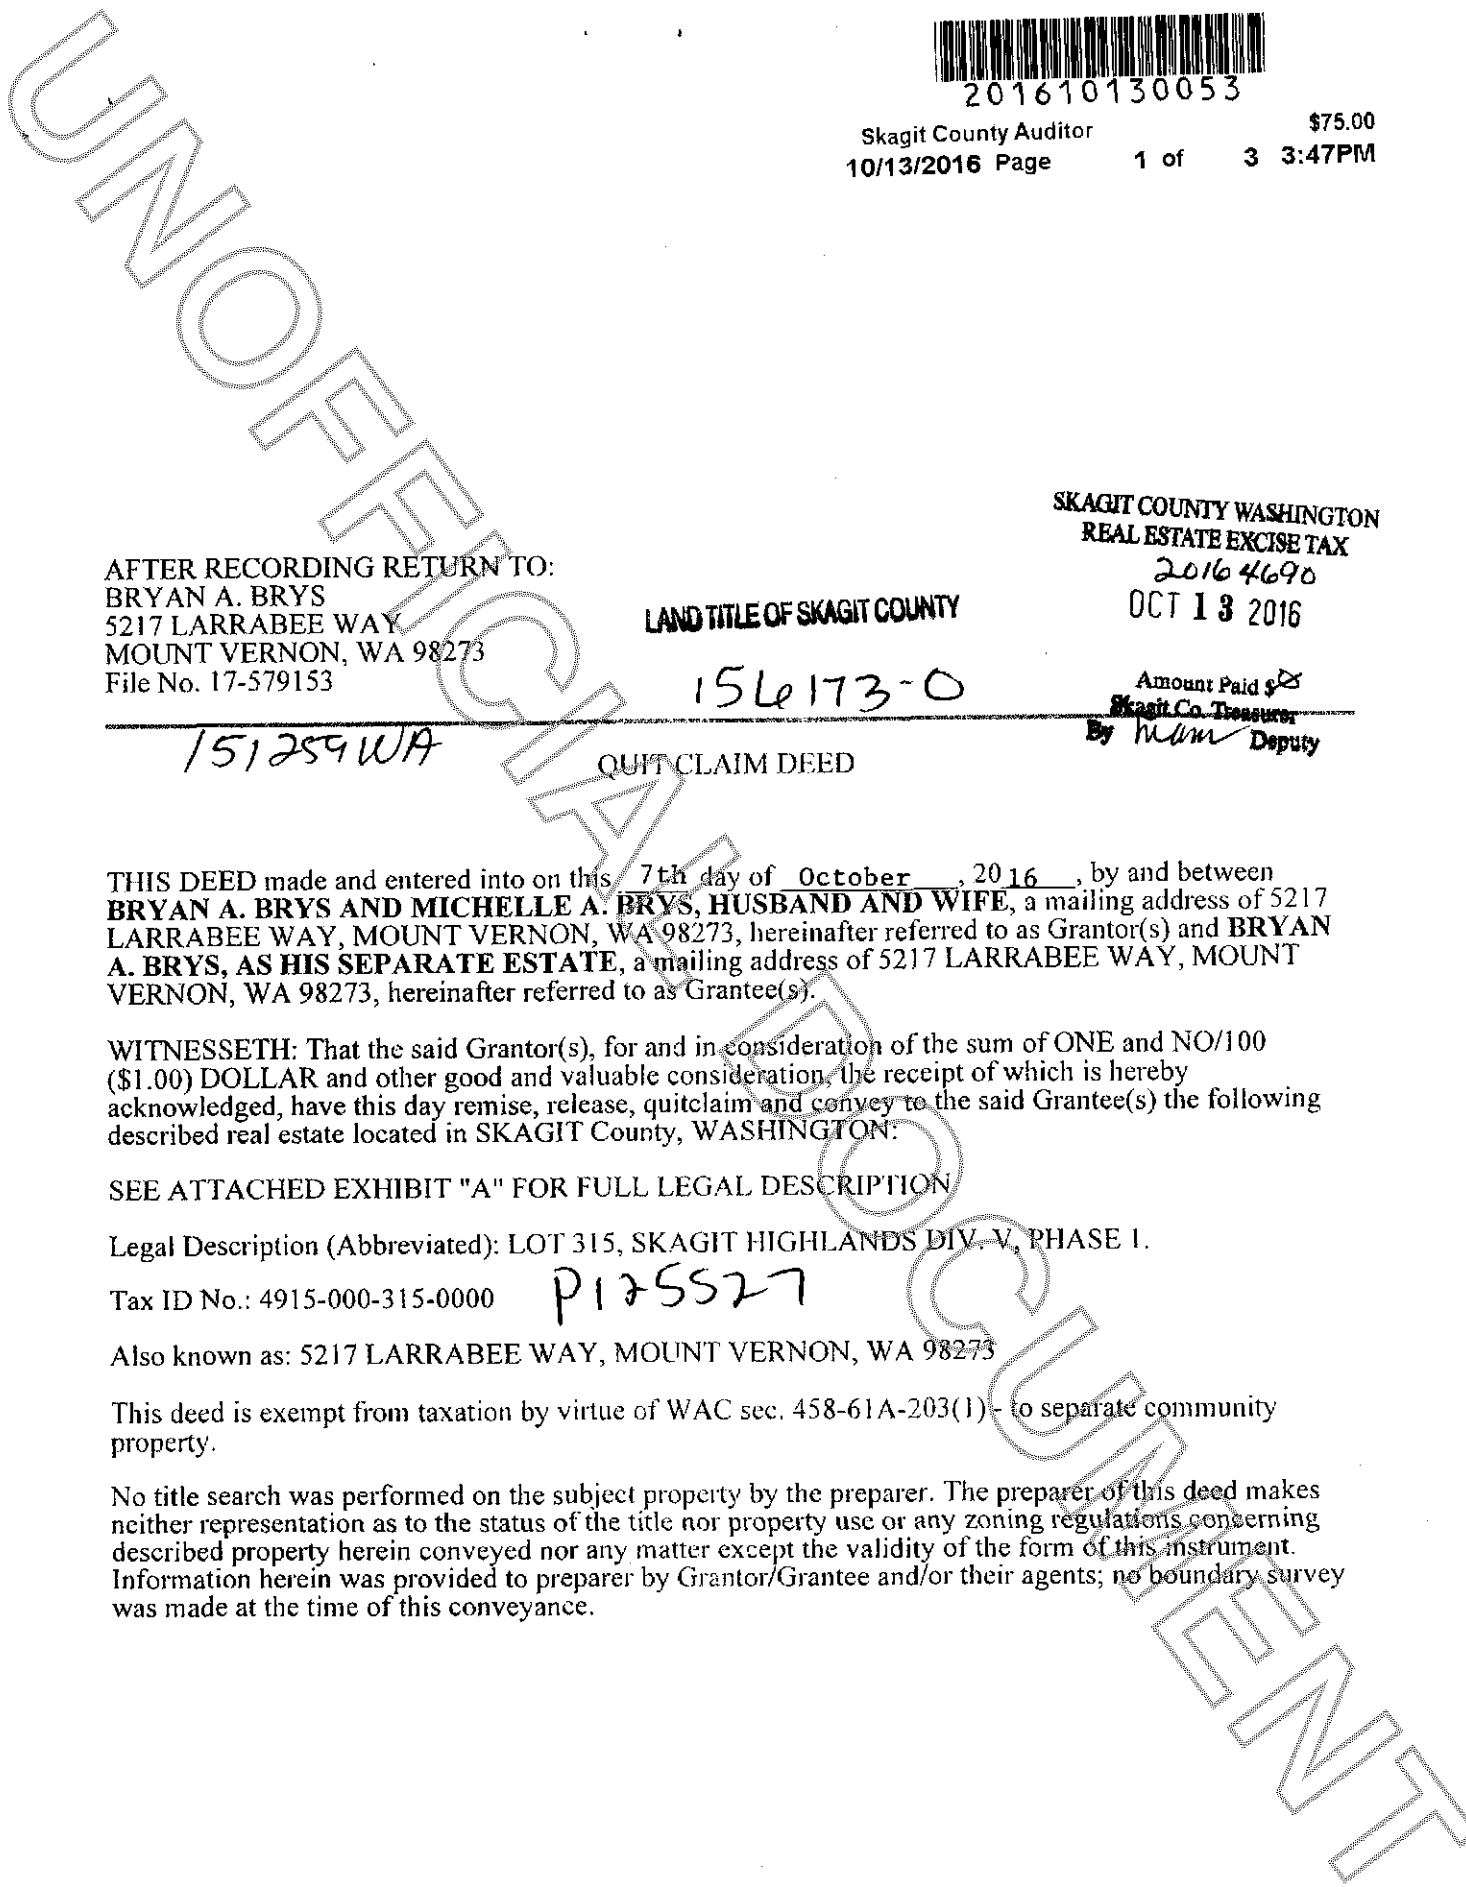 201610130053
Skagit County Auditor $75.00
10/13/2016 Page 1 of 3 3:47PM
SKAGIT COUNTY WASHINGTON
REAL ESTATE EXCISE TAX
20164690
OCT 13 2016
Amount Paid $
Skagit Co. Treasurer
By Mam Deputy
AFTER RECORDING RETURN TO:
BRYAN A. BRYS
5217 LARRABEE WAY
MOUNT VERNON, WA 98273
File No. 17-579153
LAND TITLE OF SKAGIT COUNTY
156173-O
151259WA
QUIT CLAIM DEED
THIS DEED made and entered into on this 7th day of October, 2016, by and between
BRYAN A. BRYS AND MICHELLE A. BRYS, HUSBAND AND WIFE, a mailing address of 5217
LARRABEE WAY, MOUNT VERNON, WA 98273, hereinafter referred to as Grantor(s) and BRYAN
A. BRYS, AS HIS SEPARATE ESTATE, a mailing address of 5217 LARRABEE WAY, MOUNT
VERNON, WA 98273, hereinafter referred to as Grantee(s).
WITNESSETH: That the said Grantor(s), for and in consideration of the sum of ONE and NO/100
($1.00) DOLLAR and other good and valuable consideration, the receipt of which is hereby
acknowledged, have this day remise, release, quitclaim and convey to the said Grantee(s) the following
described real estate located in SKAGIT County, WASHINGTON:
SEE ATTACHED EXHIBIT "A" FOR FULL LEGAL DESCRIPTION
Legal Description (Abbreviated): LOT 315, SKAGIT HIGHLANDS DIV. V, PHASE 1.
Tax ID No.: 4915-000-315-0000 P125527
Also known as: 5217 LARRABEE WAY, MOUNT VERNON, WA 98273
This deed is exempt from taxation by virtue of WAC sec. 458-61A-203(1) - to separate community
property.
No title search was performed on the subject property by the preparer. The preparer of this deed makes
neither representation as to the status of the title nor property use or any zoning regulations concerning
described property herein conveyed nor any matter except the validity of the form of this instrument.
Information herein was provided to preparer by Grantor/Grantee and/or their agents; no boundary survey
was made at the time of this conveyance.
UNOFFICIAL DOCUMENT